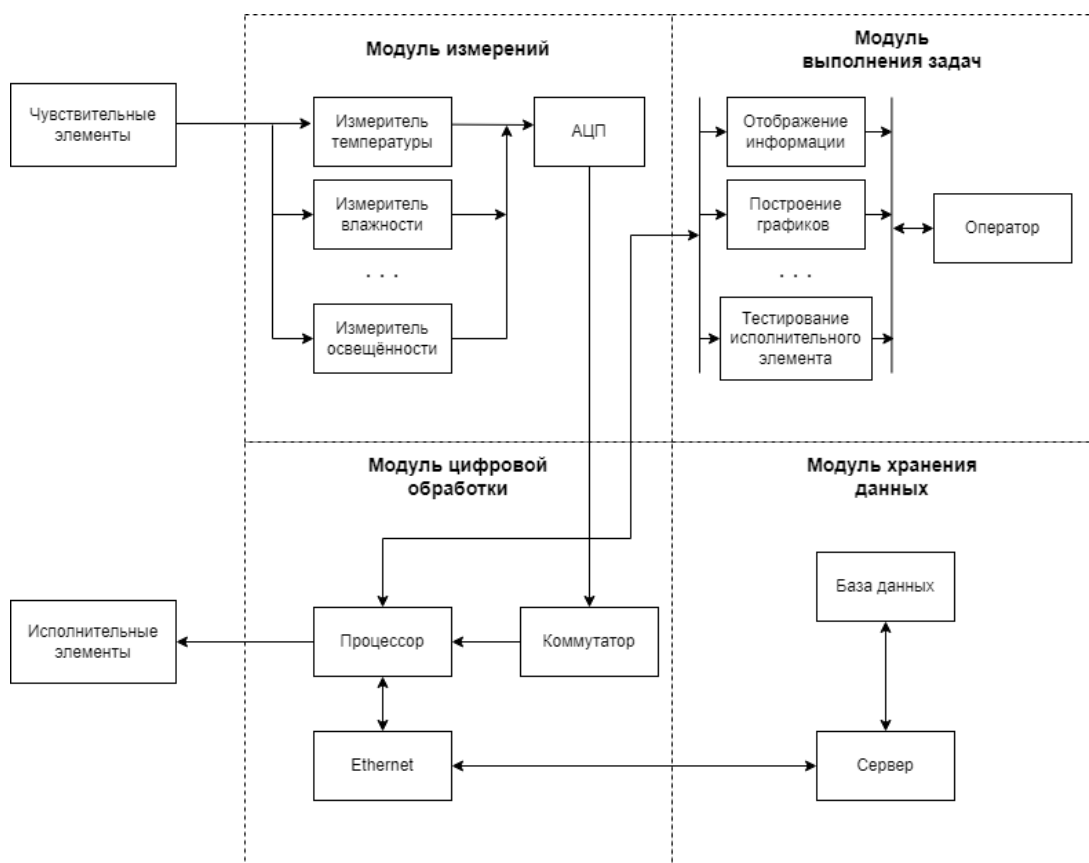 Модуль измерений
Модуль
выполнения задач
Чувствительные
элементы
Измеритель
температуры
АЦП
Отображение
информации
Измеритель
влажности
Построение
графиков
Оператор
. . .
. . .
Измеритель
освещённости
Тестирование
исполнительного
элемента
Модуль цифровой
обработки
Модуль хранения
данных
База данных
Исполнительные
элементы
Процессор
Коммутатор
Ethernet
Сервер